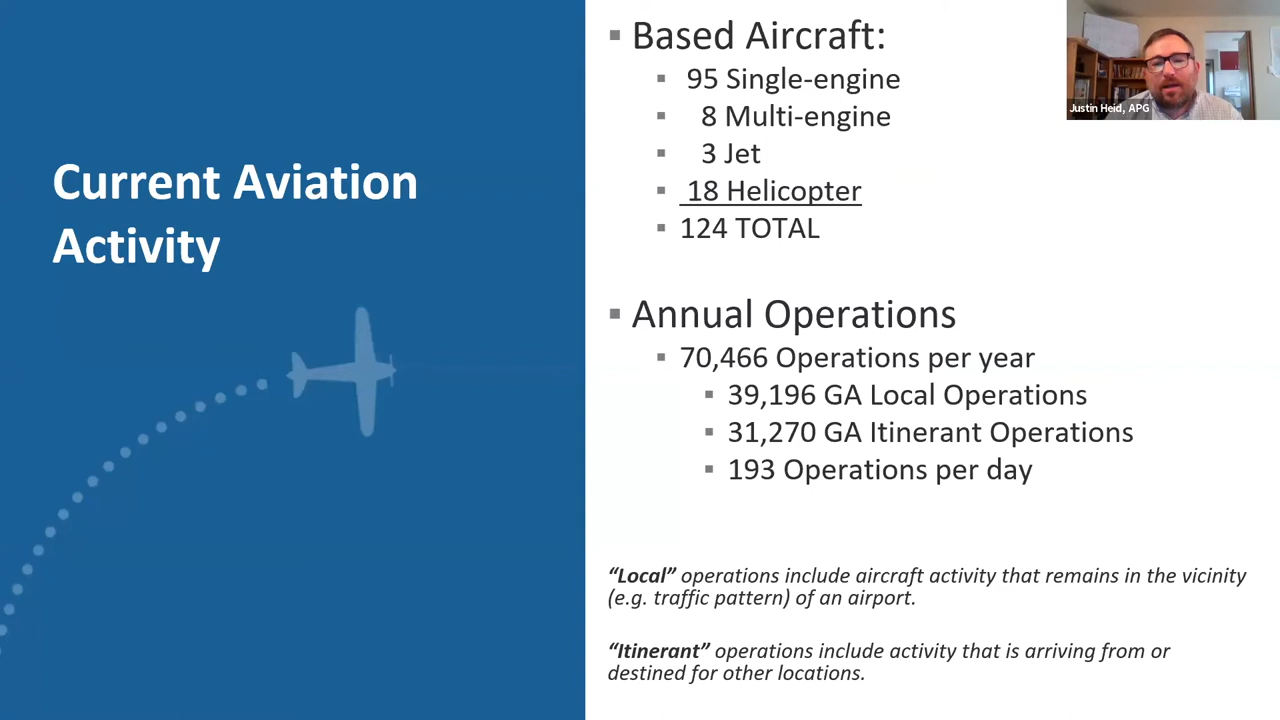 Current Aviation
Activity
▪ Based Aircraft:
▪ 95 Single-engine
▪ 8 Multi-engine
▪ 3 Jet
▪ 18 Helicopter
▪ 124 TOTAL
▪ Annual Operations
▪ 70,466 Operations per year
▪ 39,196 GA Local Operations
▪ 31,270 GA Itinerant Operations
▪ 193 Operations per day
“Local” operations include aircraft activity that remains in the vicinity
(e.g. traffic pattern) of an airport.
“Itinerant” operations include activity that is arriving from or
destined for other locations.
Justin Heid, APG